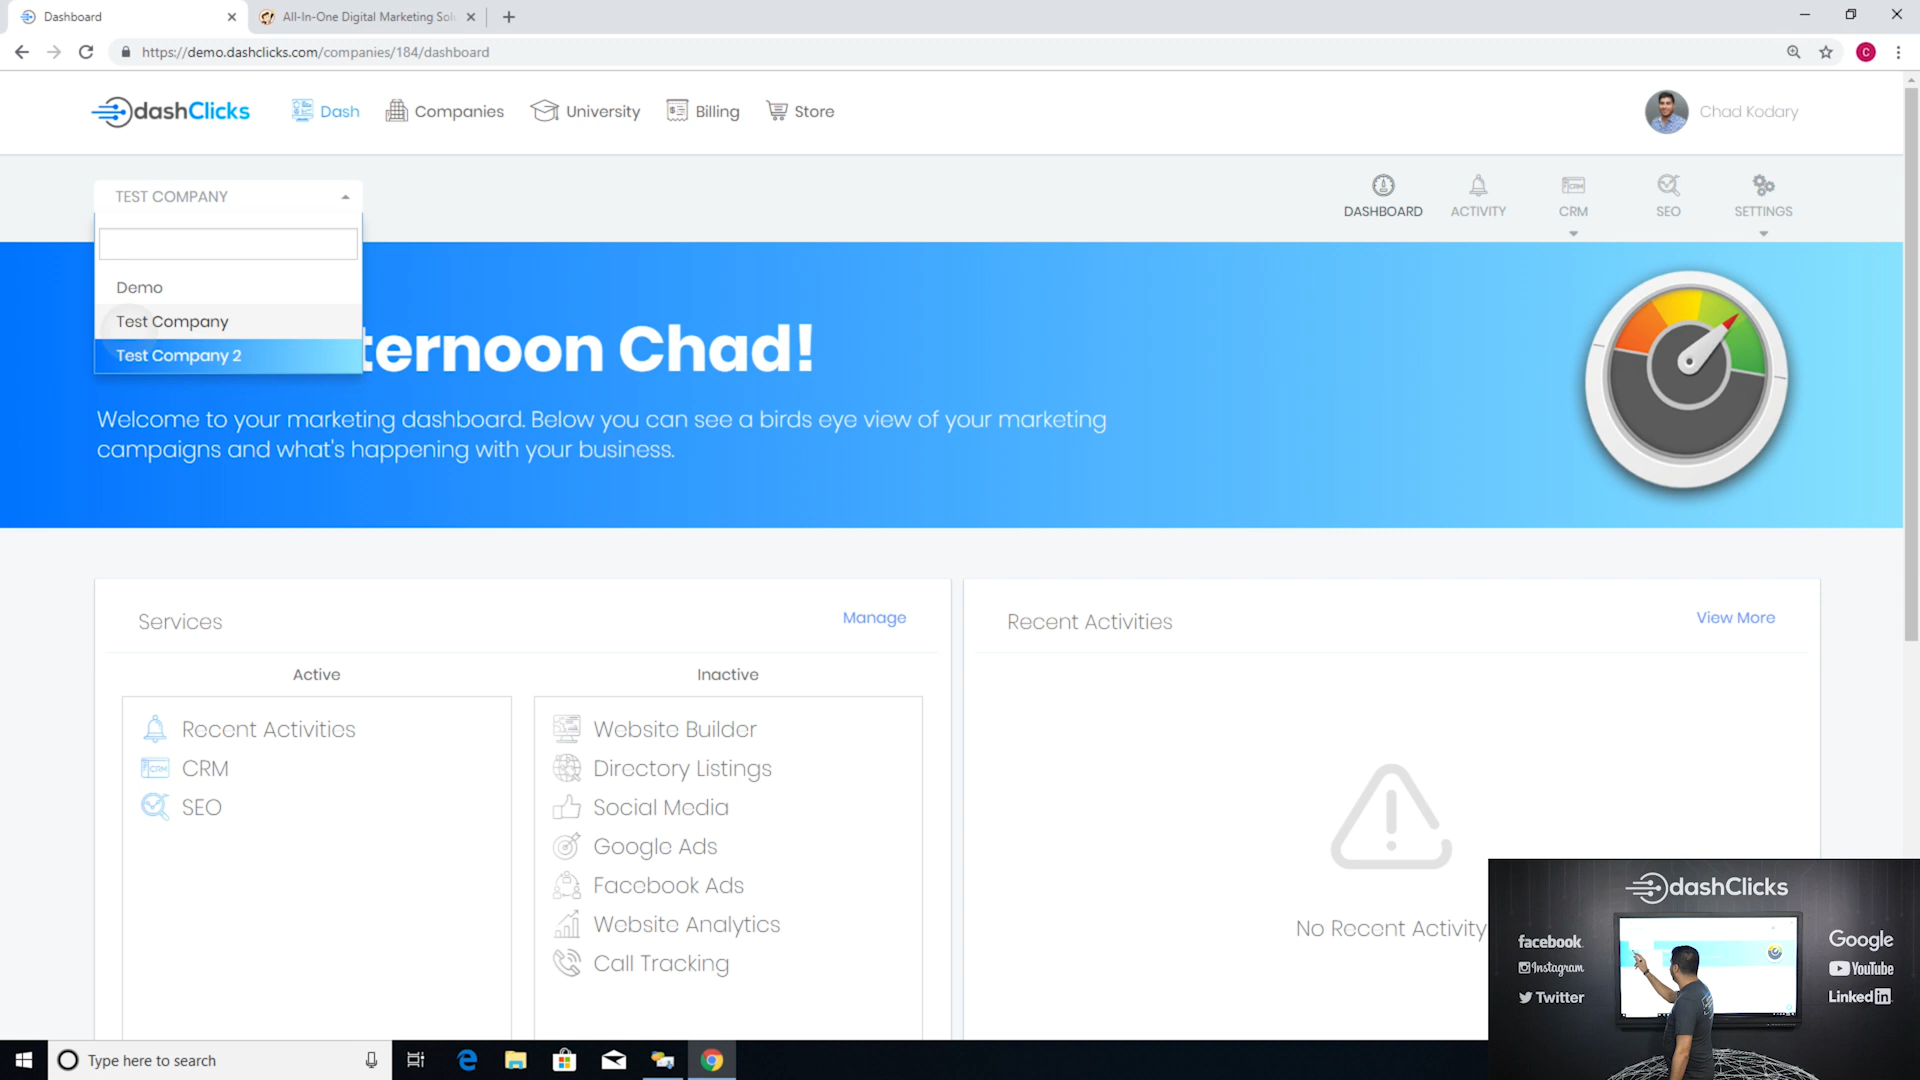 Dashboard
All-In-One Digital Marketing Solu
https://demo.dashclicks.com/companies/184/dashboard
C
dashClicks
Dash
Companies
University
Billing
Store
Chad Kodary
TEST COMPANY
DASHBOARD
ACTIVITY
CRM
SEO
SETTINGS
Demo
Test Company
Test Company 2
ternoon Chad!
Welcome to your marketing dashboard. Below you can see a birds eye view of your marketing
campaigns and what's happening with your business.
Services
Manage
Active
Inactive
Recent Activities
CRM
SEO
Website Builder
Directory Listings
Social Media
Google Ads
Facebook Ads
Website Analytics
Call Tracking
Recent Activities
View More
No Recent Activity
dashClicks
facebook
Instagram
Twitter
Google
YouTube
Linked in
Type here to search